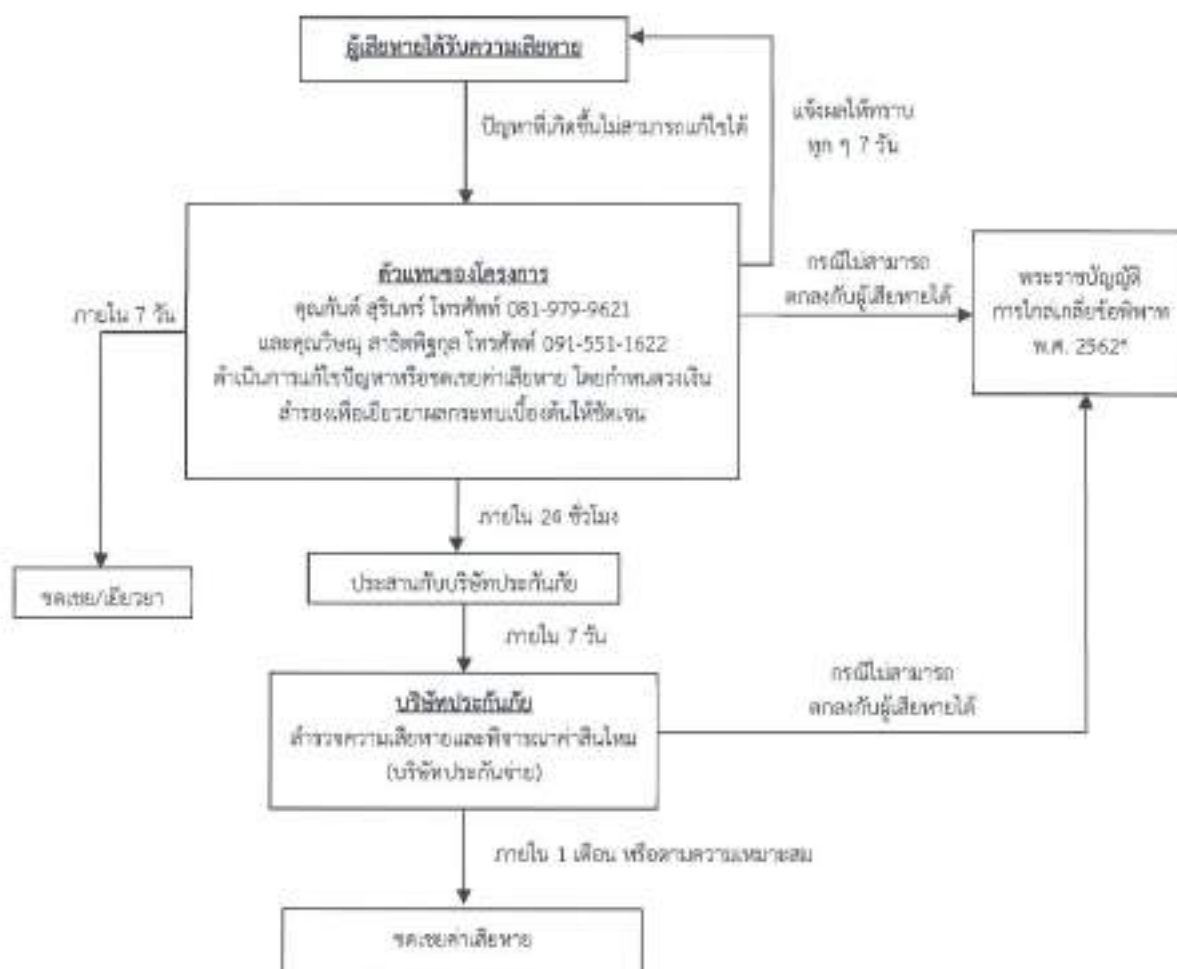 ผู้เสียหายได้รับความเสียหาย
ปัญหาที่เกิดขึ้นไม่สามารถแก้ไขได้
แจ้งผลให้ทราบ
ทุก ๆ 7 วัน
ตัวแทนของโครงการ
คุณกันต์ สุรินทร์ โทรศัพท์ 081-979-9621
และคุณวิษณุ สาธิตพิฐกุล โทรศัพท์ 091-551-1622
ดำเนินการแก้ไขปัญหาหรือชดเชยค่าเสียหาย โดยกำหนดวงเงิน
สำรองเพื่อเยียวยาผลกระทบเบื้องต้นให้ชัดเจน
ภายใน 7 วัน
กรณีไม่สามารถ
ตกลงกับผู้เสียหายได้
พระราชบัญญัติ
การไกล่เกลี่ยข้อพิพาท
พ.ศ. 2562*
ภายใน 24 ชั่วโมง
ชดเชย/เยียวยา
ประสานกับบริษัทประกันภัย
ภายใน 7 วัน
บริษัทประกันภัย
สำรวจความเสียหายและพิจารณาค่าสินไหม
(บริษัทประกันจ่าย)
กรณีไม่สามารถ
ตกลงกับผู้เสียหายได้
ภายใน 1 เดือน หรือตามความเหมาะสม
ชดเชยค่าเสียหาย